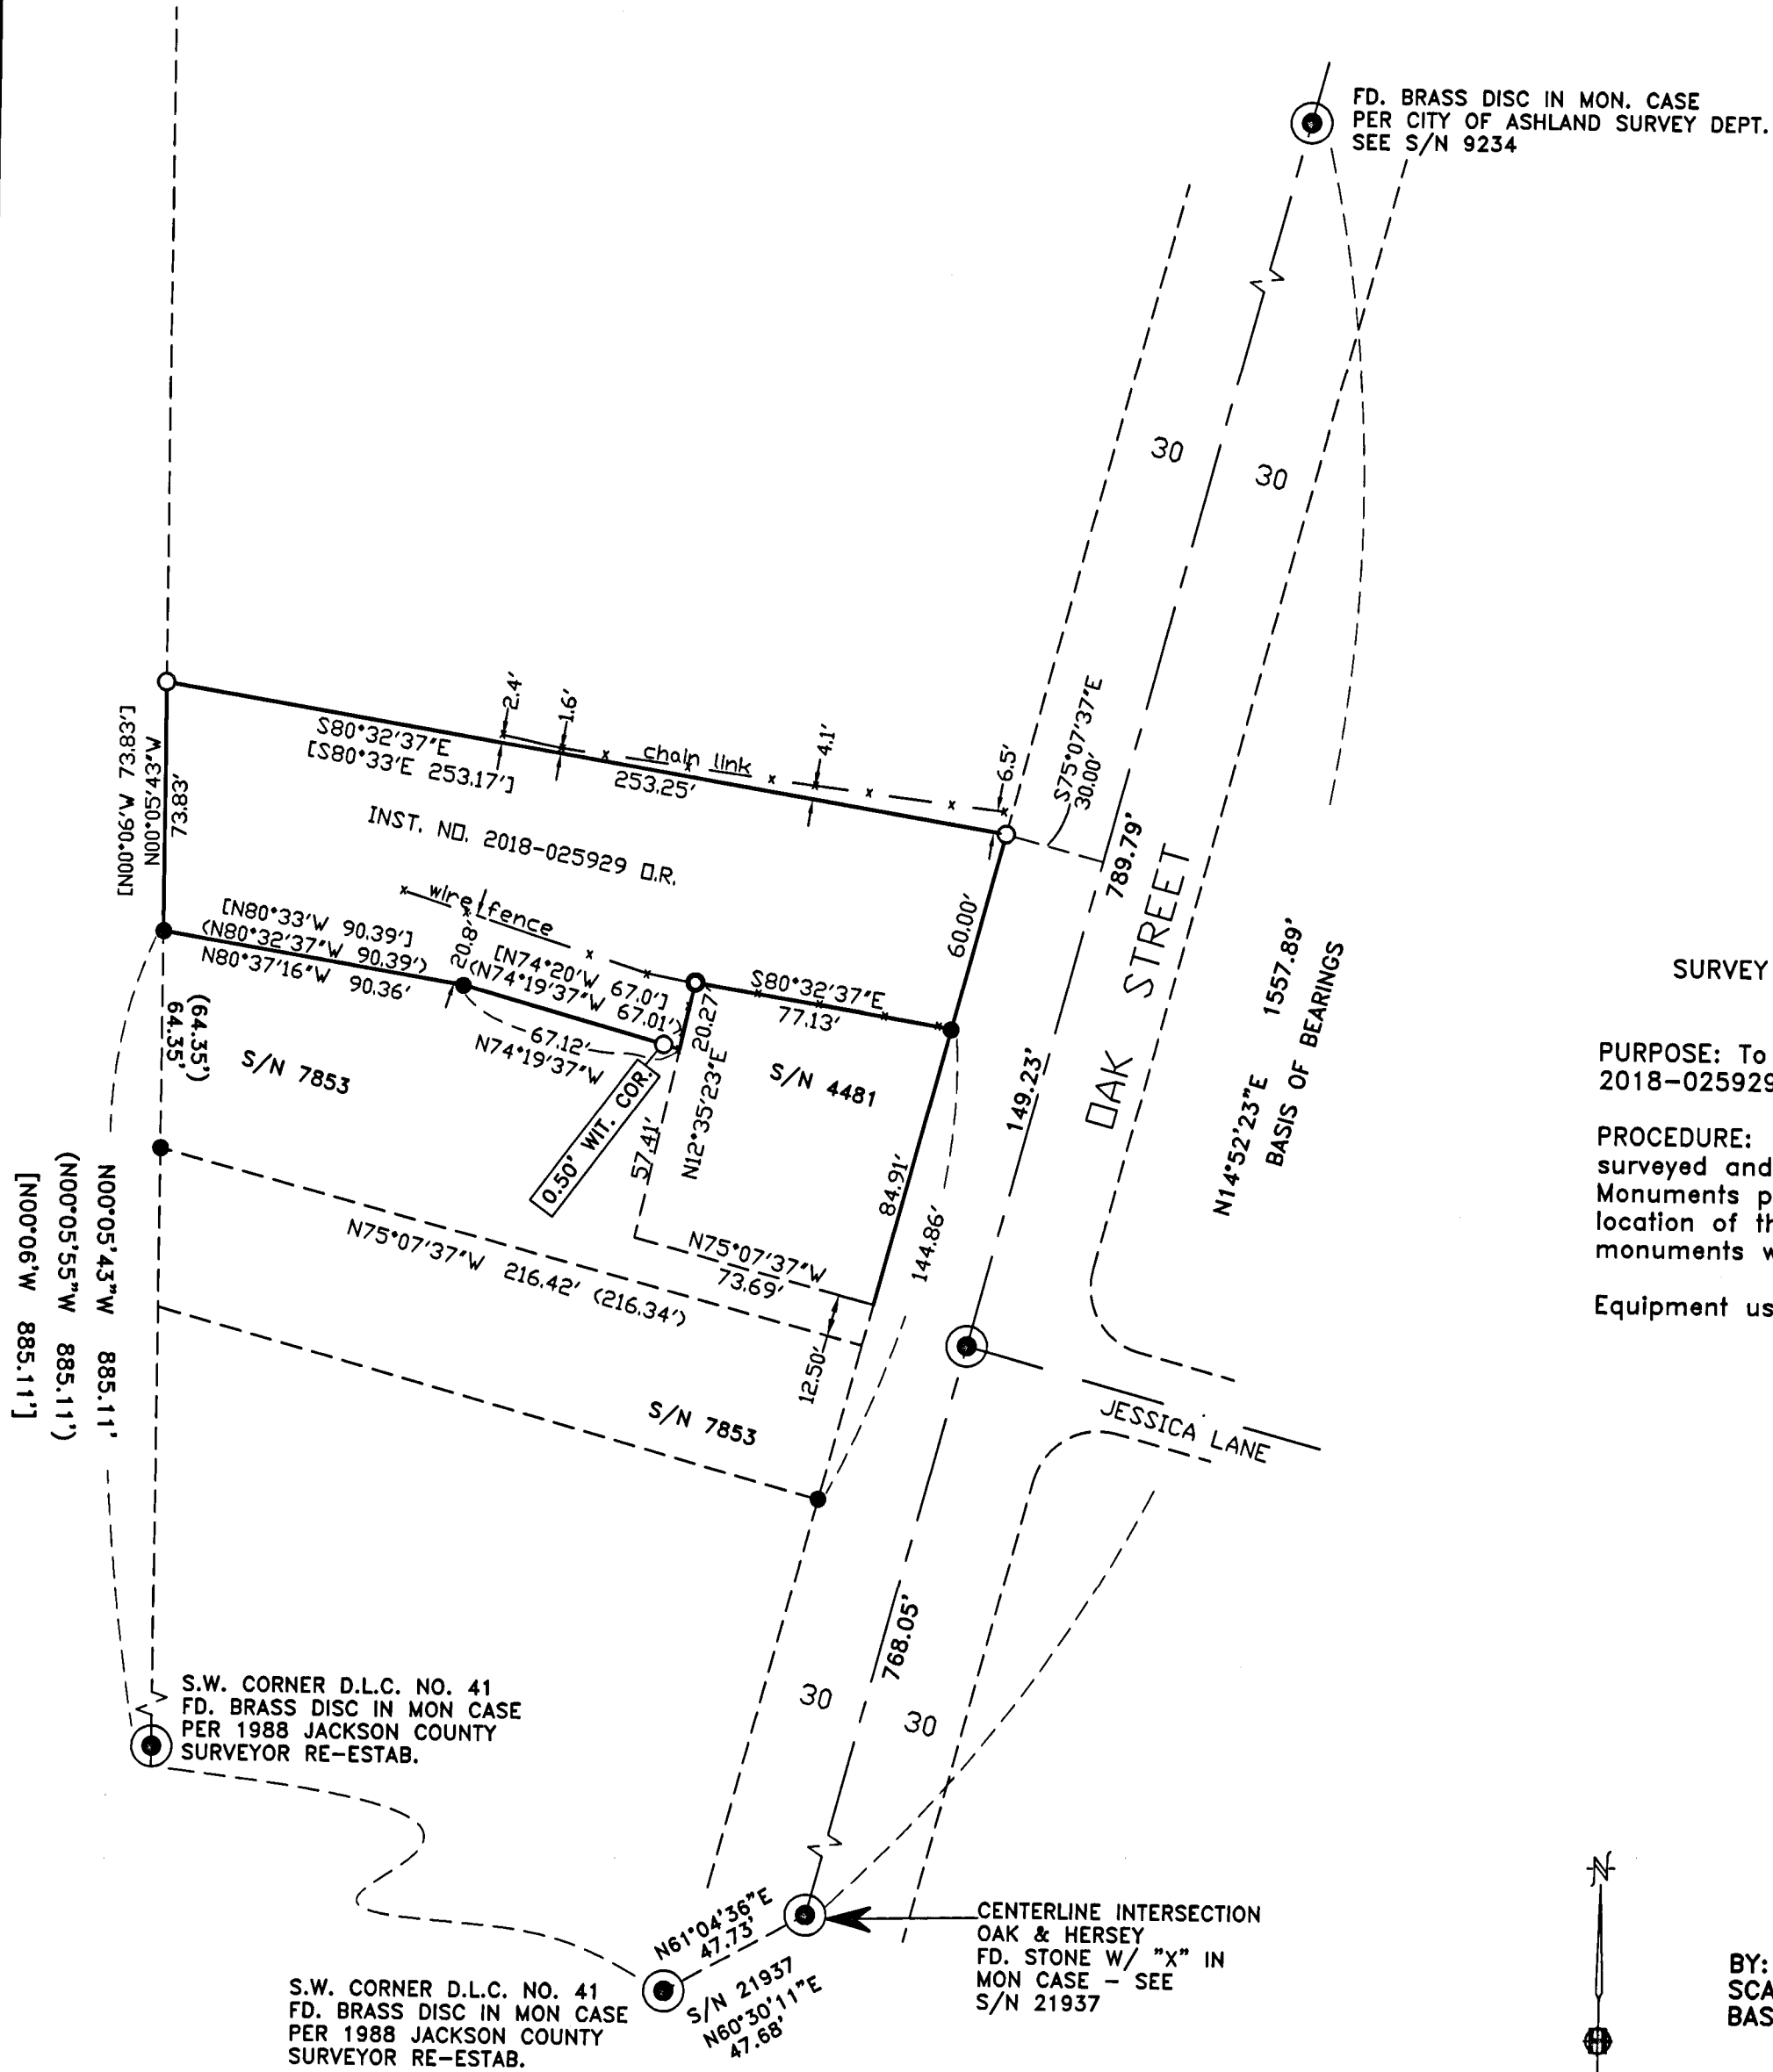 FD. BRASS DISC IN MON. CASE
PER CITY OF ASHLAND SURVEY DEPT.
SEE S/N 9234
30
30
2.4'
1.6'
chain link
4.1'
6.5'
S80°32'37"E
[S80°33'E 253.17']
253.25'
S75°07'37"E
30.00'
[N00°06'W 73.83']
N00°05'43"W
73.83'
INST. NO. 2018-025929 O.R.
789.79'
wire fence
60.00'
OAK STREET
[N80°33'W 90.39']
(N80°32'37"W 90.39')
N80°37'16"W 90.36'
20.8'
[N74°20'W 67.0']
(N74°19'37"W 67.01')
67.12'
N74°19'37"W
20.27'
S80°32'37"E
77.13'
N14°52'23"E 1557.89'
BASIS OF BEARINGS
SURVEY
PURPOSE: To
2018-025929
PROCEDURE:
surveyed and
Monuments p
location of th
monuments w
Equipment us
(64.35')
64.35'
S/N 7853
S/N 4481
149.23'
0.50' WIT. COR.
57.41'
N12°35'23"E
84.91'
144.86'
N75°07'37"W 216.42' (216.34')
N75°07'37"W
73.69'
12.50'
N00°05'43"W 885.11'
(N00°05'55"W 885.11')
[N00°06'W 885.11']
S/N 7853
JESSICA LANE
768.05'
30
30
S.W. CORNER D.L.C. NO. 41
FD. BRASS DISC IN MON CASE
PER 1988 JACKSON COUNTY
SURVEYOR RE-ESTAB.
N61°04'36"E
47.73'
S/N 21937
N60°30'11"E
47.68'
CENTERLINE INTERSECTION
OAK & HERSEY
FD. STONE W/ "X" IN
MON CASE - SEE
S/N 21937
S.W. CORNER D.L.C. NO. 41
FD. BRASS DISC IN MON CASE
PER 1988 JACKSON COUNTY
SURVEYOR RE-ESTAB.
N
BY:
SCA
BAS